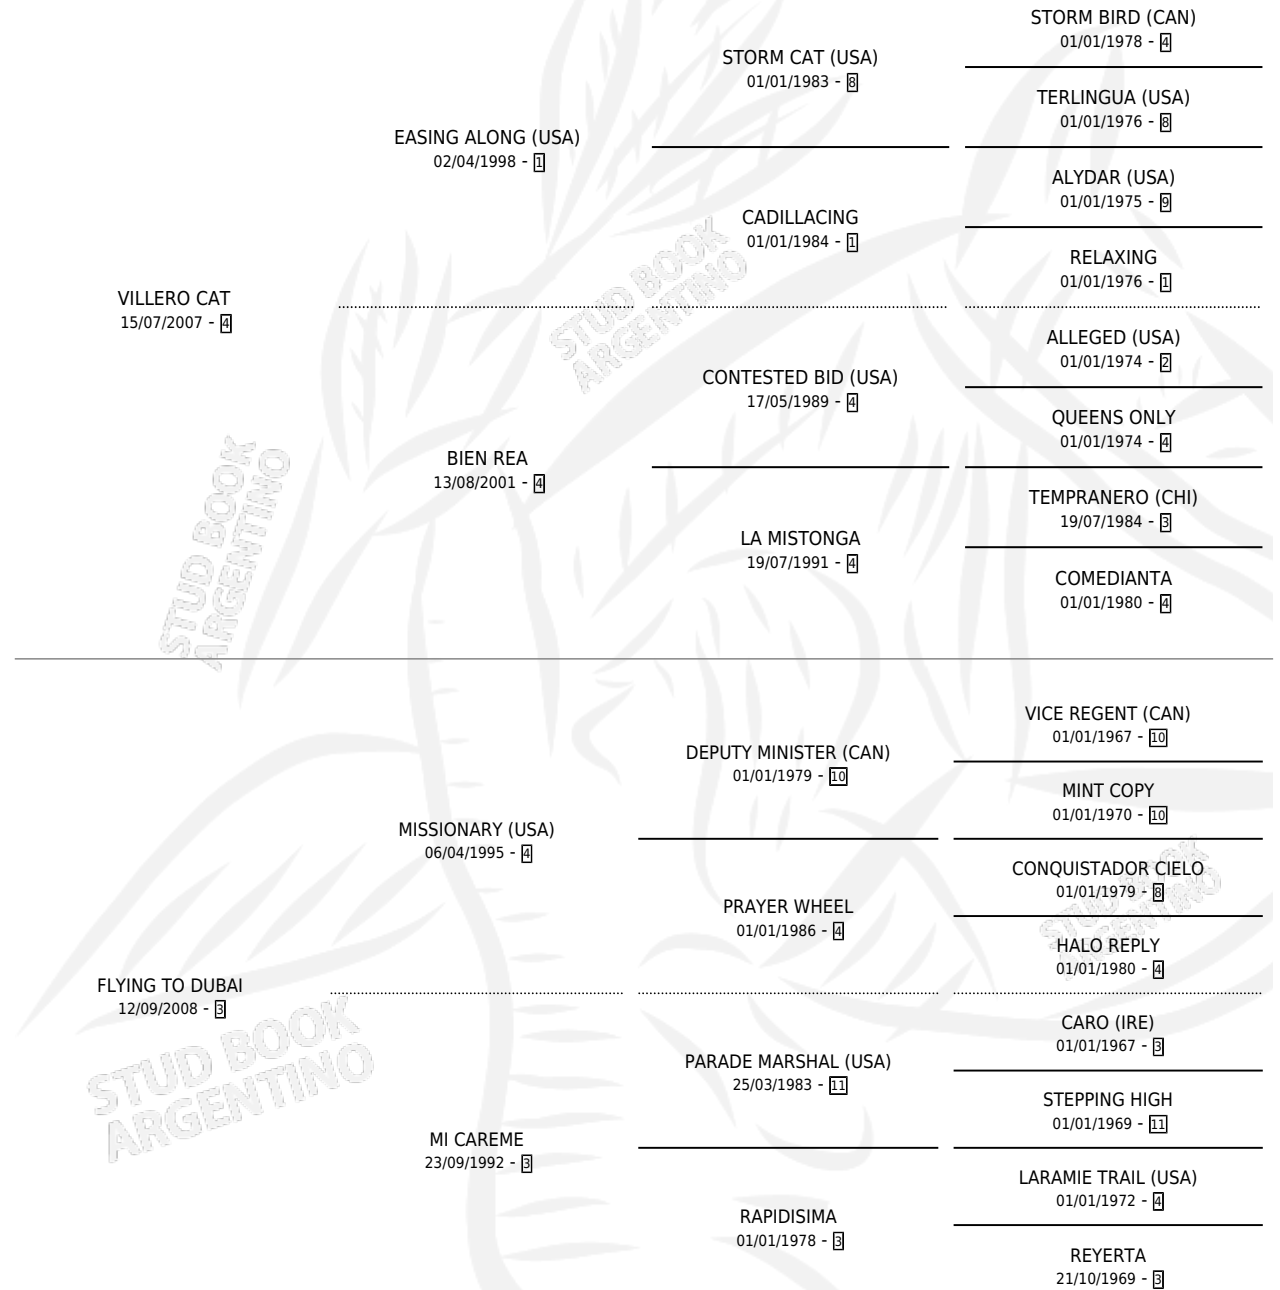 STORM BIRD (CAN)
01/01/1978 - 4
STORM CAT (USA)
01/01/1983 - 8
TERLINGUA (USA)
01/01/1976 - 8
EASING ALONG (USA)
02/04/1998 - 1
ALYDAR (USA)
01/01/1975 - 9
CADILLACING
01/01/1984 - 1
RELAXING
01/01/1976 - 1
VILLERO CAT
15/07/2007 - 4
ALLEGED (USA)
01/01/1974 - 2
CONTESTED BID (USA)
17/05/1989 - 4
QUEENS ONLY
01/01/1974 - 4
BIEN REA
13/08/2001 - 4
TEMPRANERO (CHI)
19/07/1984 - 3
LA MISTONGA
19/07/1991 - 4
COMEDIANTA
01/01/1980 - 4
VICE REGENT (CAN)
01/01/1967 - 10
DEPUTY MINISTER (CAN)
01/01/1979 - 10
MINT COPY
01/01/1970 - 10
MISSIONARY (USA)
06/04/1995 - 4
CONQUISTADOR CIELO
01/01/1979 - 8
PRAYER WHEEL
01/01/1986 - 4
HALO REPLY
01/01/1980 - 4
FLYING TO DUBAI
12/09/2008 - 3
CARO (IRE)
01/01/1967 - 3
PARADE MARSHAL (USA)
25/03/1983 - 11
STEPPING HIGH
01/01/1969 - 11
MI CAREME
23/09/1992 - 3
LARAMIE TRAIL (USA)
01/01/1972 - 4
RAPIDISIMA
01/01/1978 - 3
REYERTA
21/10/1969 - 3
STUD BOOK
ARGENTINO
STUD BOOK
ARGENTINO
STUD BOOK
ARGENTINO
STUD BOOK
ARGENTINO